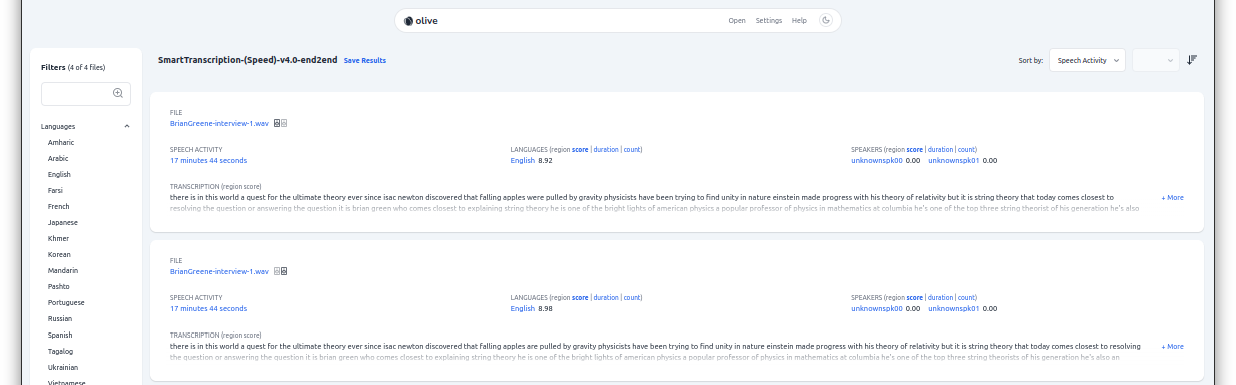 olive
Open Settings Help
Filters (4 of 4 files)
SmartTranscription-(Speed)-v4.0-end2end Save Results
Sort by: Speech Activity
Languages
Amharic
Arabic
English
Farsi
French
Japanese
Khmer
Korean
Mandarin
Pashto
Portuguese
Russian
Spanish
Tagalog
Ukrainian
Vietnamese
FILE
BrianGreene-interview-1.wav
SPEECH ACTIVITY
17 minutes 44 seconds
LANGUAGES (region score | duration | count)
English 8.92
SPEAKERS (region score | duration | count)
unknownspk00 0.00 unknownspk01 0.00
TRANSCRIPTION (region score)
there is in this world a quest for the ultimate theory ever since isac newton discovered that falling apples were pulled by gravity physicists have been trying to find unity in nature einstein made progress with his theory of relativity but it is string theory that today comes closest to
resolving the question or answering the question it is brian green who comes closest to explaining string theory he is one of the bright lights of american physics a popular professor of physics in mathematics at columbia he's one of the top three string theorist of his generation he's also
+ More
FILE
BrianGreene-interview-1.wav
SPEECH ACTIVITY
17 minutes 44 seconds
LANGUAGES (region score | duration | count)
English 8.98
SPEAKERS (region score | duration | count)
unknownspk00 0.00 unknownspk01 0.00
TRANSCRIPTION (region score)
there is in this world a quest for the ultimate theory ever since isac newton discovered that falling apples are pulled by gravity physicists have been trying to find unity in nature einstein made progress with his theory of relativity but it is string theory that today comes closest to resolving
the question or answering the question it is brian green who comes closest to explaining string theory he is one of the bright lights of american physics a popular professor of physics in mathematics at columbia he's one of the top three string theorists of his generation he's also an
+ More